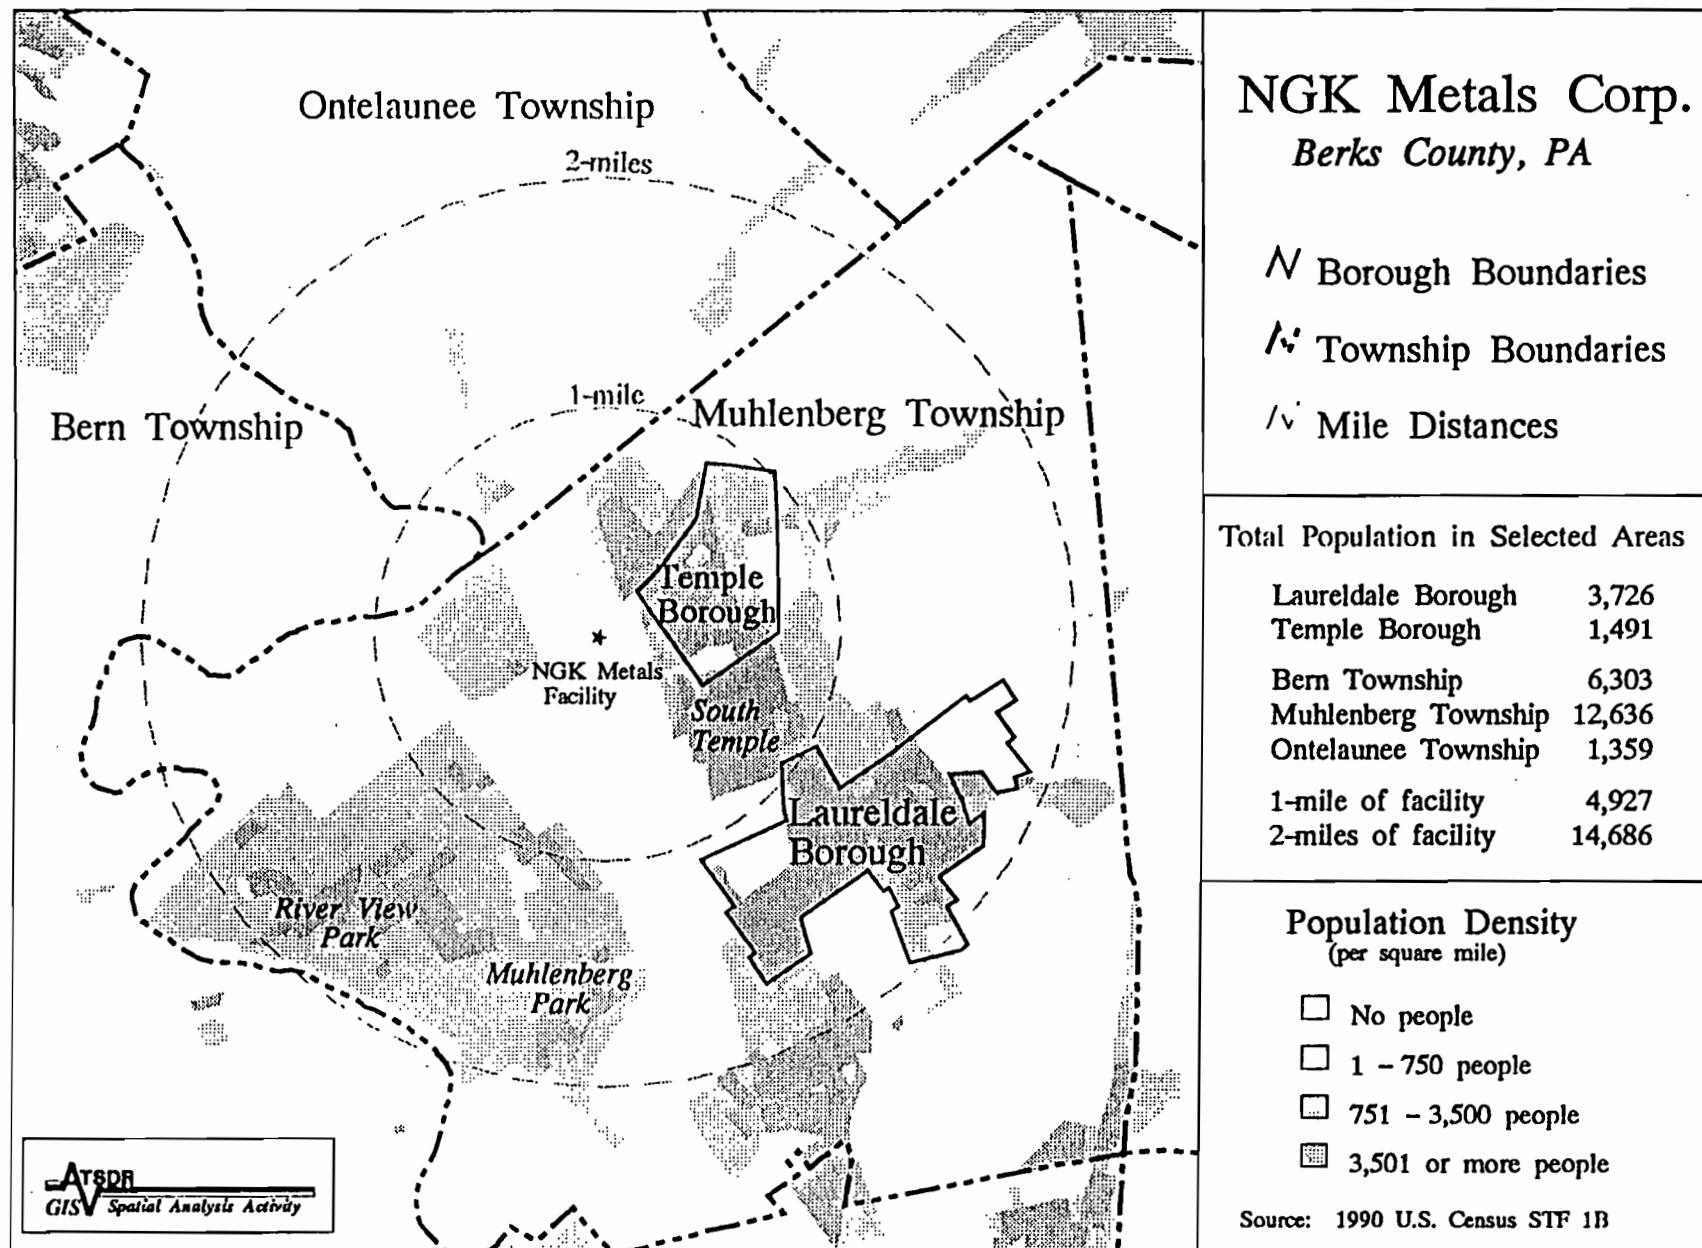 Ontelaunee Township
2-miles
1-mile
Muhlenberg Township
Bern Township
Temple
Borough
NGK Metals
Facility
South
Temple
Laureldale
Borough
River View
Park
Muhlenberg
Park
ATSDR
GIS Spatial Analysis Activity
NGK Metals Corp.
Berks County, PA
Borough Boundaries
Township Boundaries
Mile Distances
Total Population in Selected Areas
Laureldale Borough 3,726
Temple Borough 1,491
Bern Township 6,303
Muhlenberg Township 12,636
Ontelaunee Township 1,359
1-mile of facility 4,927
2-miles of facility 14,686
Population Density
(per square mile)
No people
1 - 750 people
751 - 3,500 people
3,501 or more people
Source: 1990 U.S. Census STF 1B